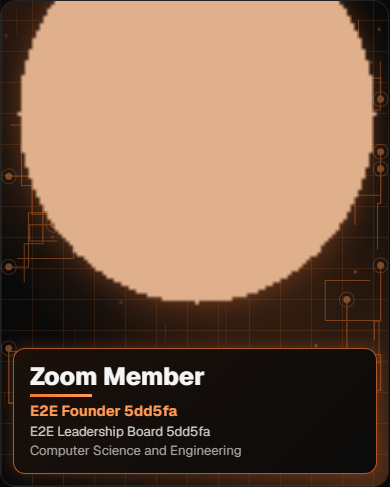 Zoom Member
E2E Founder 5dd5fa
E2E Leadership Board 5dd5fa
Computer Science and Engineering